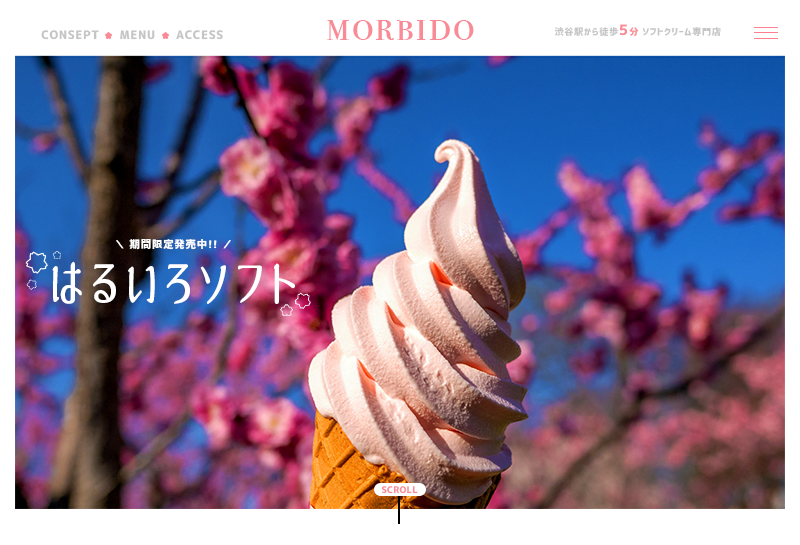 CONSEPT MENU ACCESS
MORBIDO
渋谷駅から徒歩5分 ソフトクリーム専門店
\ 期間限定発売中!! /
はるいろソフト
SCROLL